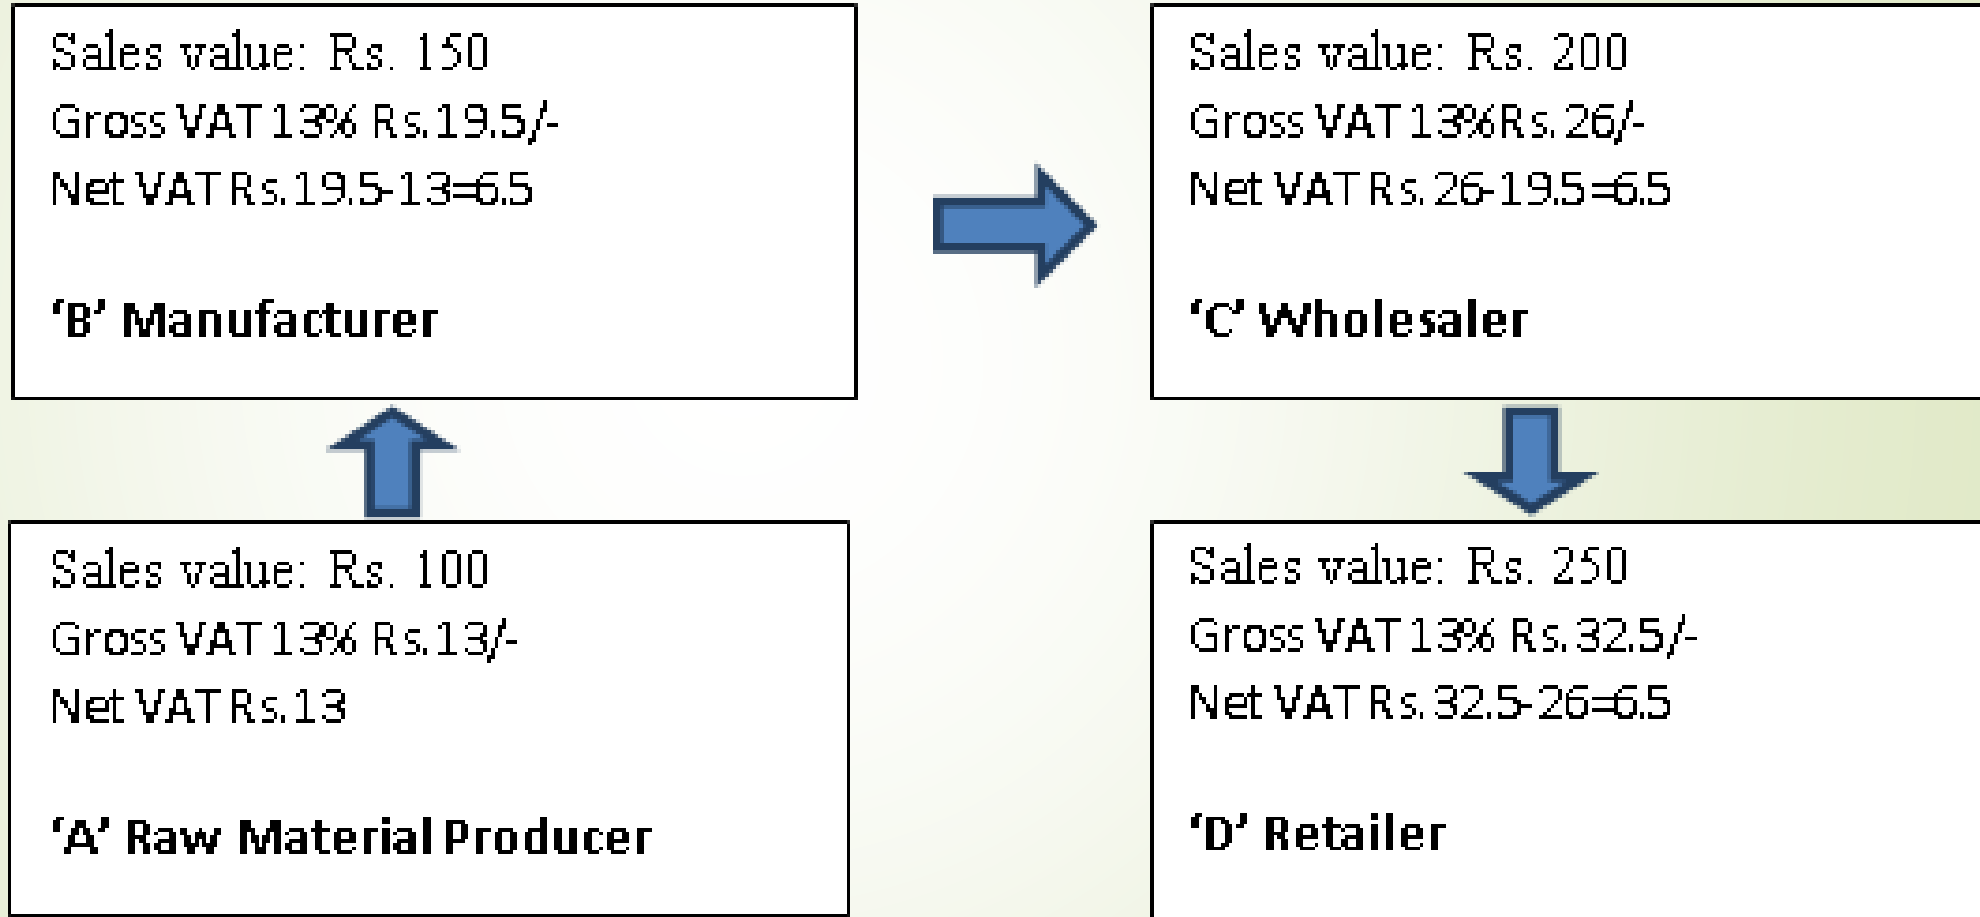 Sales value: Rs. 150
Gross VAT 13% Rs.19.5/-
Net VAT Rs.19.5-13=6.5
‘B’ Manufacturer
Sales value: Rs. 200
Gross VAT 13%Rs. 26/-
Net VAT Rs. 26-19.5=6.5
‘C’ Wholesaler
Sales value: Rs. 100
Gross VAT 13% Rs.13/-
Net VAT Rs.13
‘A’ Raw Material Producer
Sales value: Rs. 250
Gross VAT 13% Rs.32.5/-
Net VAT Rs. 32.5-26=6.5
‘D’ Retailer